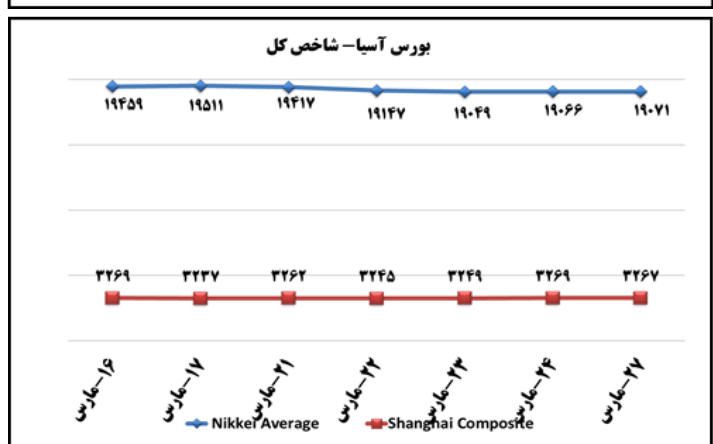 بورس آسیا– شاخص کل
۱۹۴۵۹ ۱۹۵۱۱ ۱۹۴۱۷ ۱۹۱۴۷ ۱۹۰۴۹ ۱۹۰۶۶ ۱۹۰۷۱
۳۲۶۹ ۳۲۳۷ ۳۲۶۲ ۳۲۴۵ ۳۲۴۹ ۳۲۶۹ ۳۲۶۷
۱۶-مارس ۱۷-مارس ۲۱-مارس ۲۲-مارس ۲۳-مارس ۲۴-مارس ۲۷-مارس
Nikkei Average Shanghai Composite